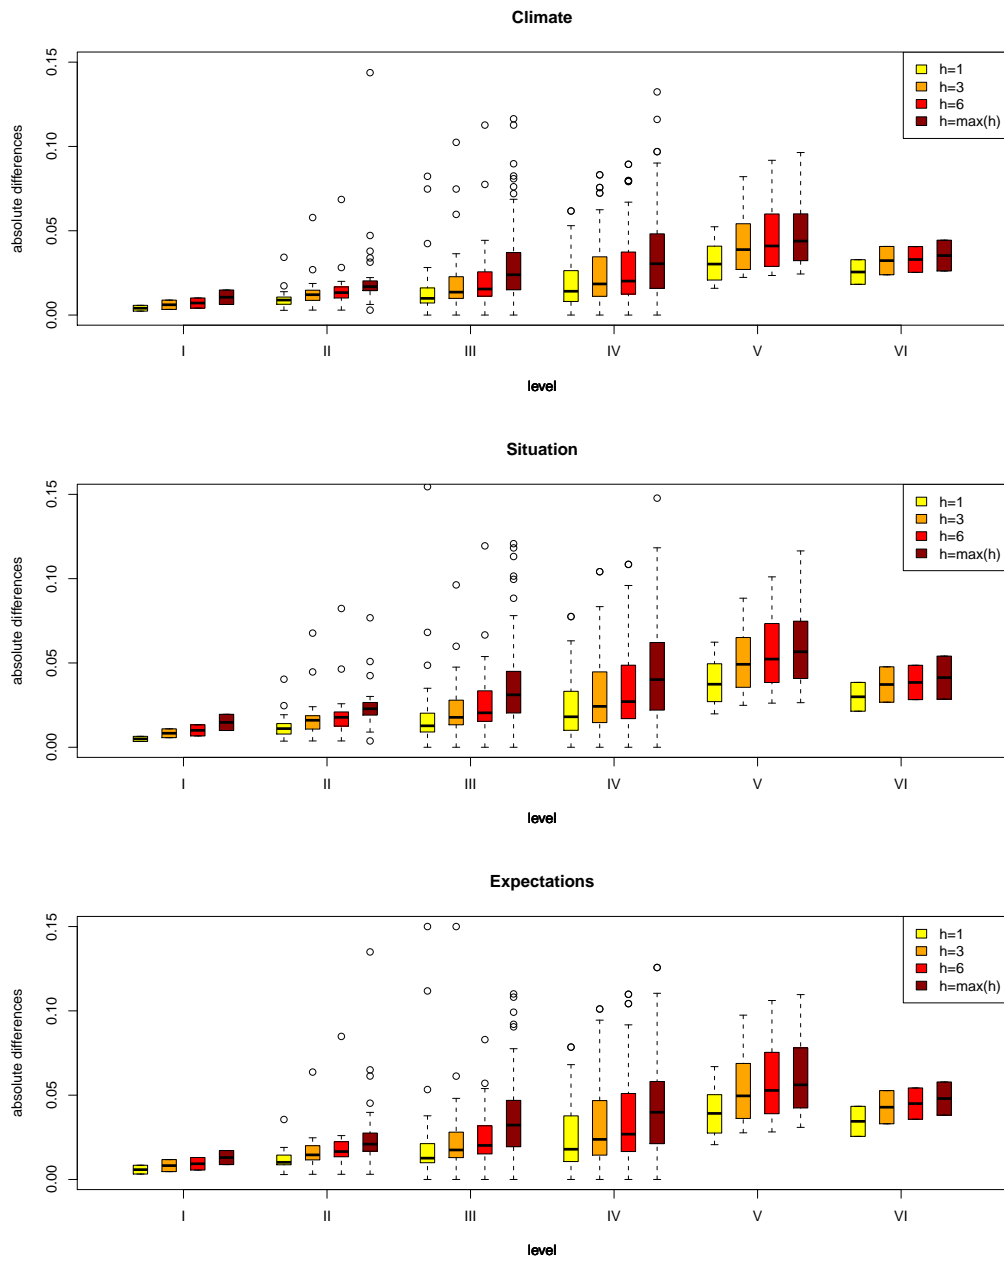 Climate
absolute differences
0.15
0.10
0.05
0.00
h=1
h=3
h=6
h=max(h)
I II III IV V VI
level
Situation
absolute differences
0.15
0.10
0.05
0.00
h=1
h=3
h=6
h=max(h)
I II III IV V VI
level
Expectations
absolute differences
0.15
0.10
0.05
0.00
h=1
h=3
h=6
h=max(h)
I II III IV V VI
level